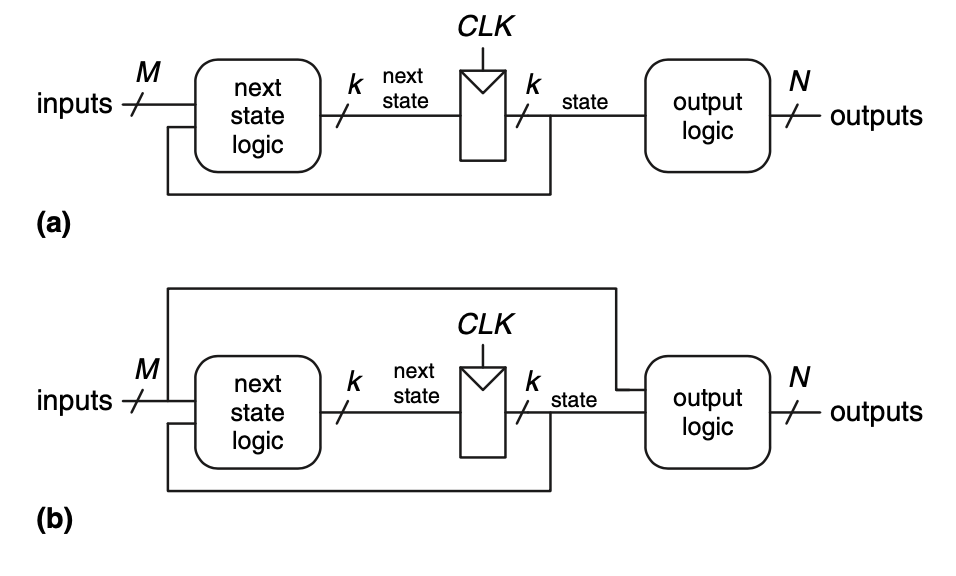 CLK
M
inputs
next
state
logic
k
next
state
k
state
output
logic
N
outputs
(a)
CLK
M
inputs
next
state
logic
k
next
state
k
state
output
logic
N
outputs
(b)